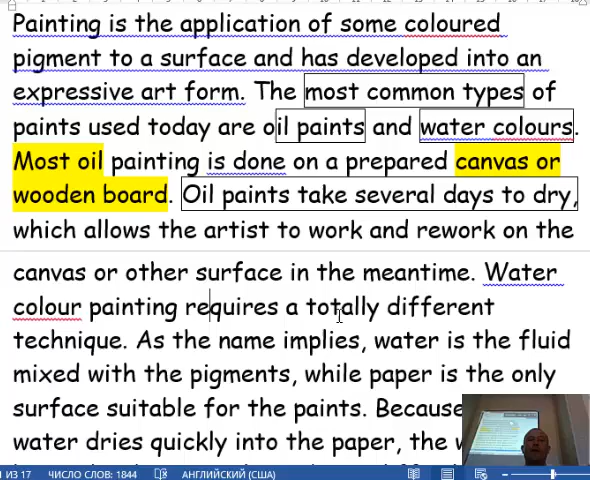 Painting is the application of some coloured
pigment to a surface and has developed into an
expressive art form. The most common types of
paints used today are oil paints and water colours.
Most oil painting is done on a prepared canvas or
wooden board. Oil paints take several days to dry,
which allows the artist to work and rework on the
canvas or other surface in the meantime. Water
colour painting requires a totally different
technique. As the name implies, water is the fluid
mixed with the pigments, while paper is the only
surface suitable for the paints. Because
water dries quickly into the paper, the
ИЗ 17 ЧИСЛО СЛОВ: 1844 АНГЛИЙСКИЙ (США)